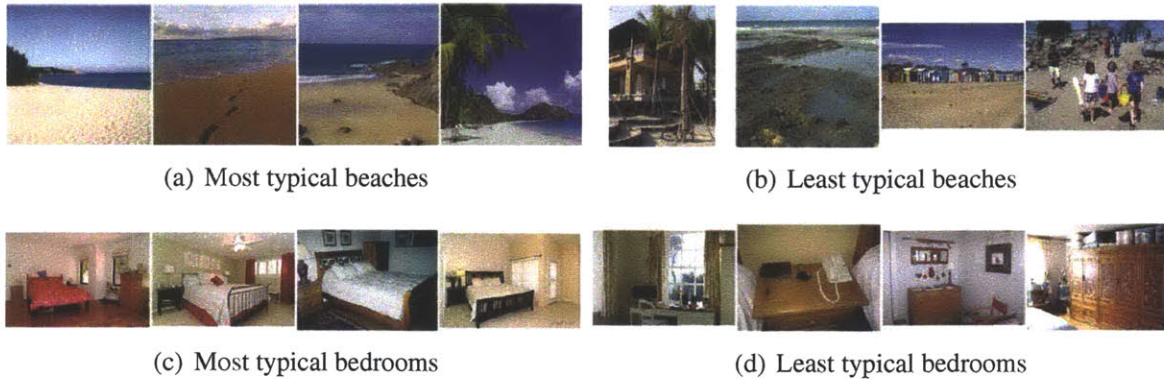 (a) Most typical beaches
(b) Least typical beaches
(c) Most typical bedrooms
(d) Least typical bedrooms